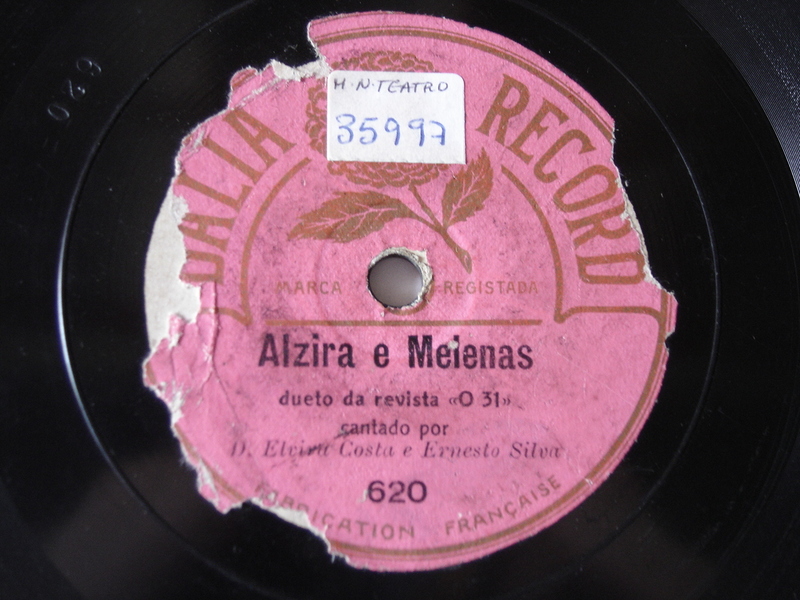 M.N.TEATRO
35997
DALIA RECORD
MARCA REGISTADA
Alzira e Melenas
dueto da revista «O 31»
cantado por
D. Elvira Costa e Ernesto Silva
620
FABRICATION FRANÇAISE
620